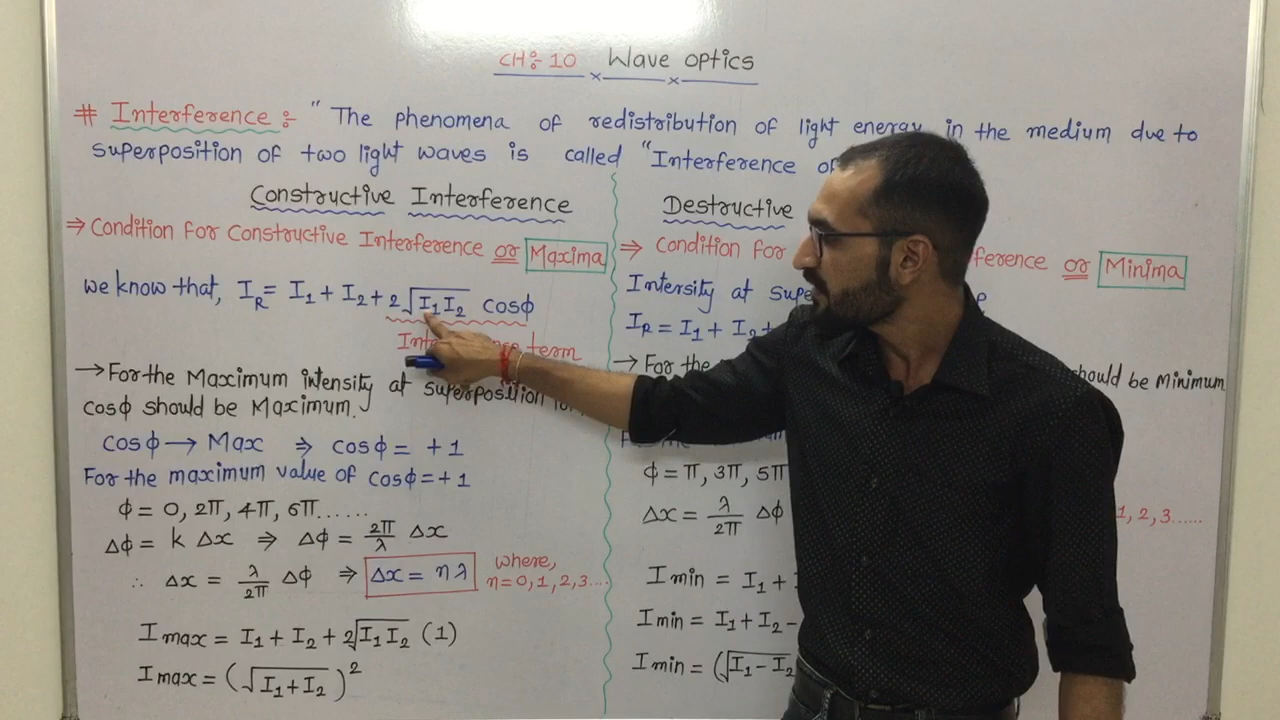 CH:- 10 Wave optics
# Interference :- " The phenomena of redistribution of light energy in the medium due to
superposition of two light waves is called "Interference of
Constructive Interference
⇒ Condition for Constructive Interference or Maxima
we know that, I_R = I₁ + I₂ + 2√(I₁I₂) cosϕ
term
→ For the Maximum intensity at superposition
cosϕ should be Maximum.
cosϕ → Max ⇒ cosϕ = +1
For the maximum value of cosϕ = +1
ϕ = 0, 2π, 4π, 6π......
Δϕ = k Δx ⇒ Δϕ = 2π/λ Δx
∴ Δx = λ/2π Δϕ ⇒ Δx = nλ where,
n = 0, 1, 2, 3....
I max = I₁ + I₂ + 2√(I₁I₂) (1)
I max = (√(I₁+I₂))²
Destructive
⇒ Condition for ference or Minima
Intersity at supe
I_R = I₁ + I₂ +
→ For the should be Minimum
ϕ = π, 3π, 5π
Δx = λ/2π Δϕ 1, 2, 3......
I min = I₁ +
I min = I₁ + I₂ -
I min = (√(I₁-I₂